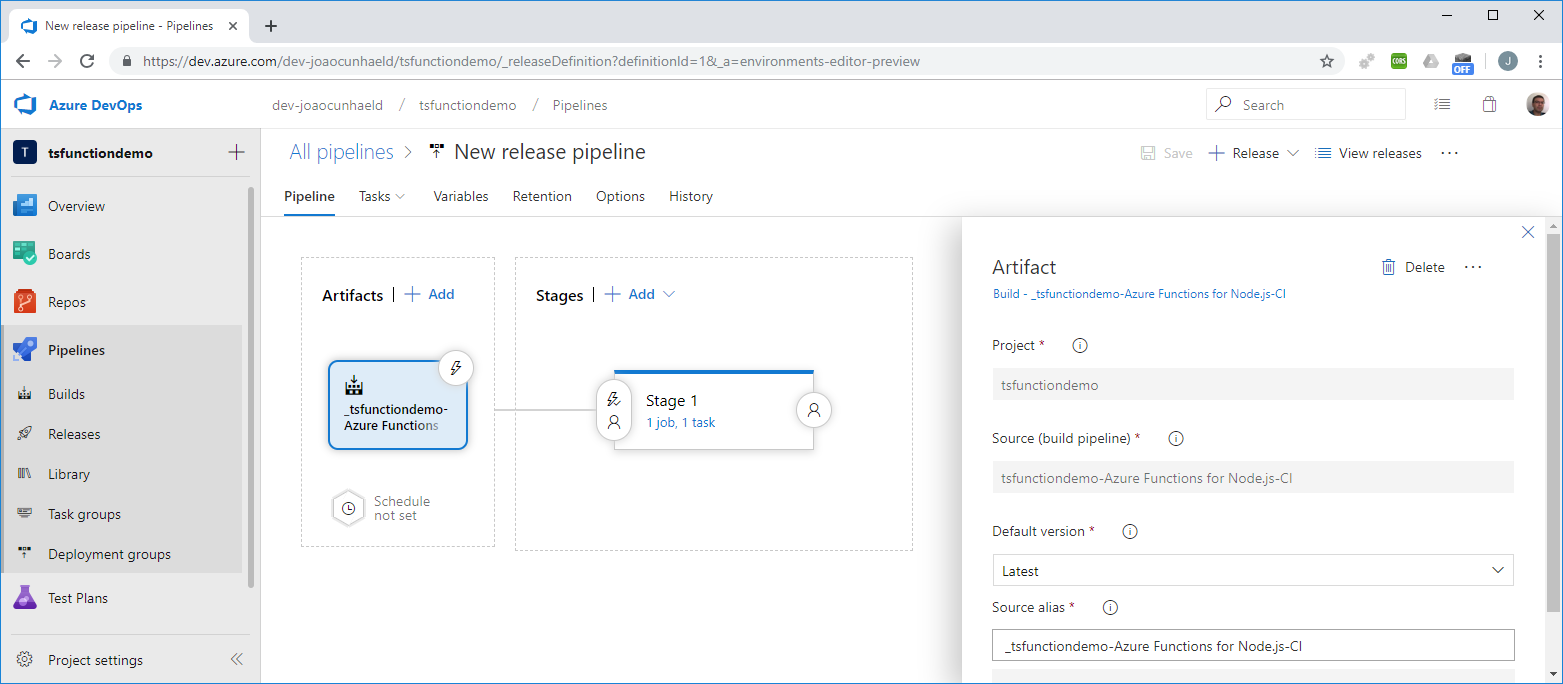 New release pipeline - Pipelines
https://dev.azure.com/dev-joaocunhaeld/tsfunctiondemo/_releaseDefinition?definitionId=1&_a=environments-editor-preview
CORS
OFF
J
Azure DevOps
dev-joaocunhaeld / tsfunctiondemo / Pipelines
Search
T tsfunctiondemo
All pipelines > New release pipeline
Save
Release
View releases
Pipeline
Tasks
Variables
Retention
Options
History
Overview
Boards
Repos
Pipelines
Builds
Releases
Library
Task groups
Deployment groups
Test Plans
Project settings
Artifacts | + Add
_tsfunctiondemo-
Azure Functions
Schedule
not set
Stages | + Add
Stage 1
1 job, 1 task
Artifact
Delete
Build - _tsfunctiondemo-Azure Functions for Node.js-CI
Project *
tsfunctiondemo
Source (build pipeline) *
tsfunctiondemo-Azure Functions for Node.js-CI
Default version *
Latest
Source alias *
_tsfunctiondemo-Azure Functions for Node.js-CI